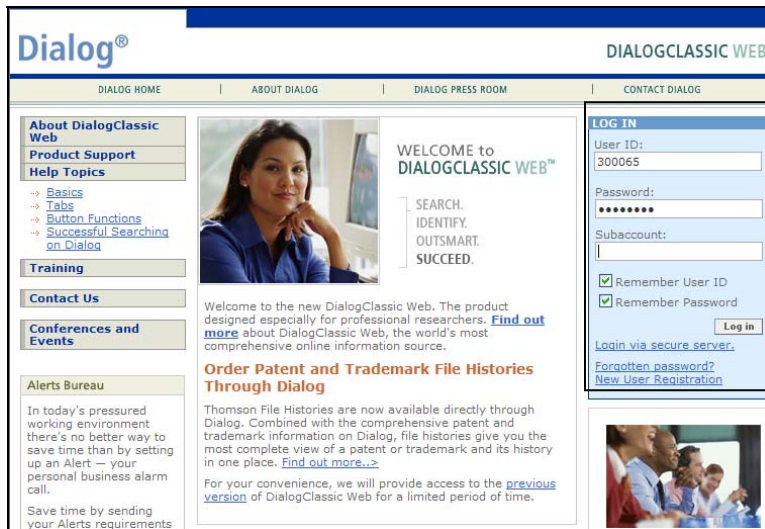 Dialog®
DIALOGCLASSIC WEB
DIALOG HOME | ABOUT DIALOG | DIALOG PRESS ROOM | CONTACT DIALOG
About DialogClassic
Web
Product Support
Help Topics
Basics
Tabs
Button Functions
Successful Searching
on Dialog
Training
Contact Us
Conferences and
Events
Alerts Bureau
In today's pressured
working environment
there's no better way to
save time than by setting
up an Alert — your
personal business alarm
call.
Save time by sending
your Alerts requirements
WELCOME to
DIALOGCLASSIC WEB™
SEARCH.
IDENTIFY.
OUTSMART.
SUCCEED.
Welcome to the new DialogClassic Web. The product
designed especially for professional researchers. Find out
more about DialogClassic Web, the world's most
comprehensive online information source.
Order Patent and Trademark File Histories
Through Dialog
Thomson File Histories are now available directly through
Dialog. Combined with the comprehensive patent and
trademark information on Dialog, file histories give you the
most complete view of a patent or trademark and its history
in one place. Find out more..>
For your convenience, we will provide access to the previous
version of DialogClassic Web for a limited period of time.
LOG IN
User ID:
300065
Password:
••••••••
Subaccount:
Remember User ID
Remember Password
Log in
Login via secure server.
Forgotten password?
New User Registration